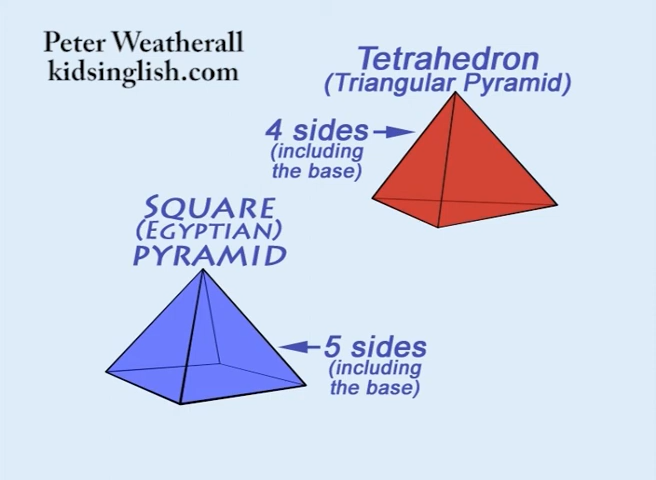 Peter Weatherall
kidsinglish.com
Tetrahedron
(Triangular Pyramid)
4 sides
(including
the base)
SQUARE
(EGYPTIAN)
PYRAMID
5 sides
(including
the base)